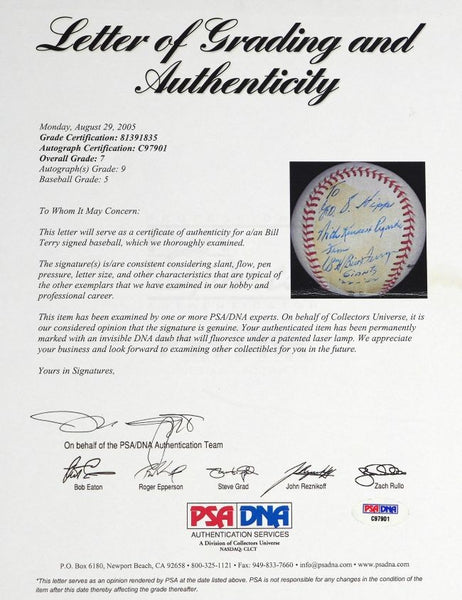 Letter of Grading and
Authenticity
Monday, August 29, 2005
Grade Certification: 81391835
Autograph Certification: C97901
Overall Grade: 7
Autograph(s) Grade: 9
Baseball Grade: 5
To
With Kindest Regards
from
Bill Terry
GIANTS
To Whom It May Concern:
This letter will serve as a certificate of authenticity for a/an Bill
Terry signed baseball, which we thoroughly examined.
The signature(s) is/are consistent considering slant, flow, pen
pressure, letter size, and other characteristics that are typical of
the other exemplars that we have examined in our hobby and
professional career.
This item has been examined by one or more PSA/DNA experts. On behalf of Collectors Universe, it is
our considered opinion that the signature is genuine. Your authenticated item has been permanently
marked with an invisible DNA daub that will fluoresce under a patented laser lamp. We appreciate
your business and look forward to examining other collectibles for you in the future.
Yours in Signatures,
On behalf of the PSA/DNA Authentication Team
Bob Eaton Roger Epperson Steve Grad John Reznikoff Zach Rullo
PSA DNA
AUTHENTICATION SERVICES
A Division of Collectors Universe
NASDAQ: CLCT
PSA DNA
C97901
P.O. Box 6180, Newport Beach, CA 92658 • 800-325-1121 • Fax: 949-833-7660 • info@psadna.com • www.psadna.com
*This letter serves as an opinion rendered by PSA at the date listed above. PSA is not responsible for any changes in the condition of the
item after this date thereby affecting the grade thereafter.